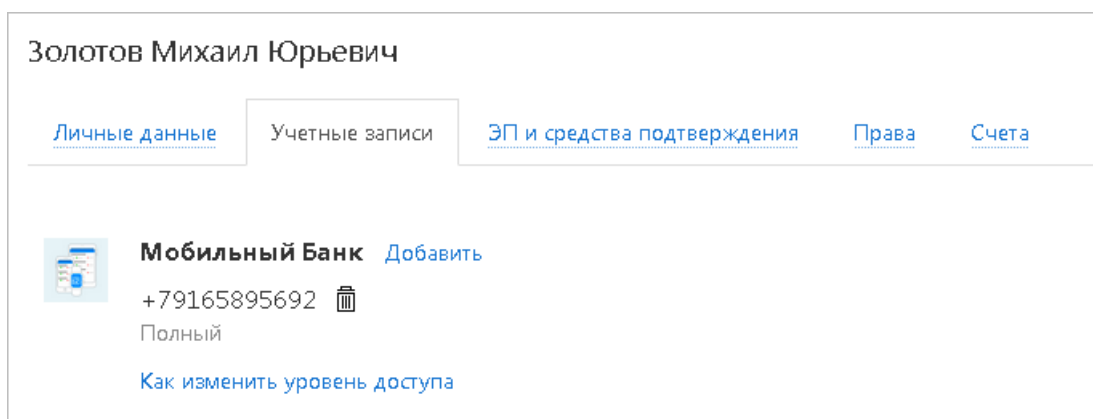 Золотов Михаил Юрьевич
Личные данные Учетные записи ЭП и средства подтверждения Права Счета
Мобильный Банк Добавить
+79165895692
Полный
Как изменить уровень доступа